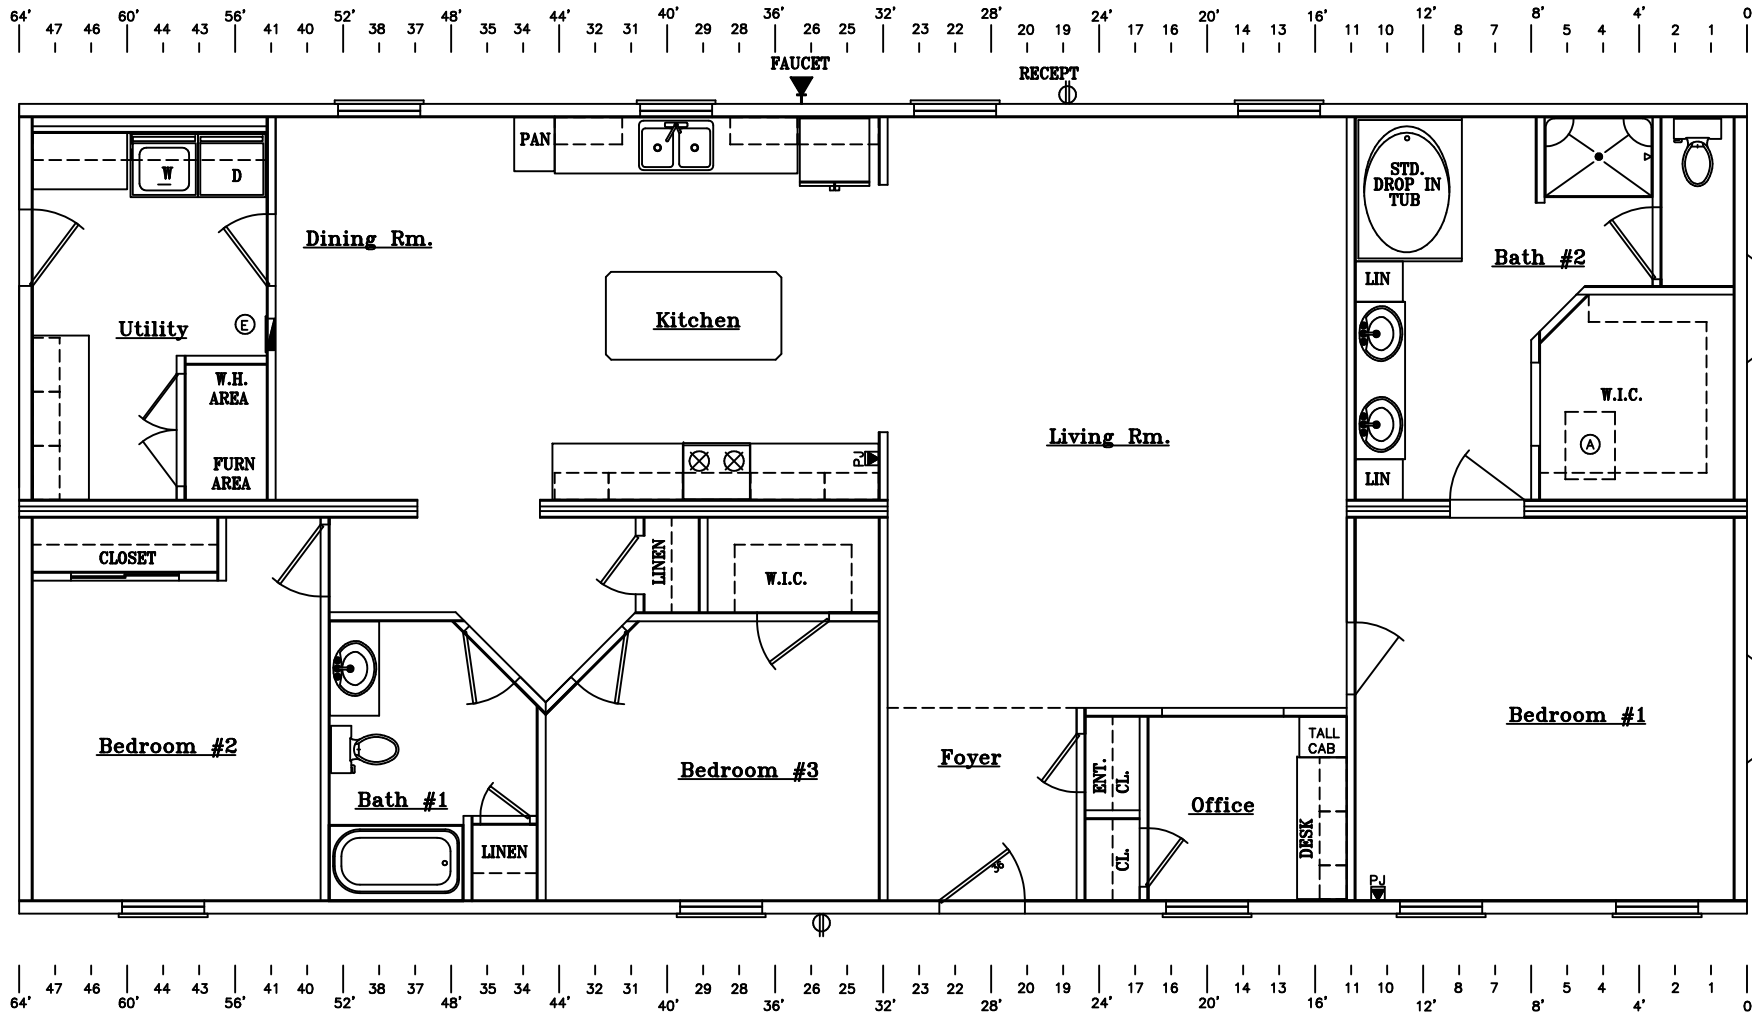 64' 60' 56' 52' 48' 44' 40' 36' 32' 28' 24' 20' 16' 12' 8' 4' 0
47 46 44 43 41 40 38 37 35 34 32 31 29 28 26 25 23 22 20 19 17 16 14 13 11 10 8 7 5 4 2 1
FAUCET
RECEPT
PAN
W
D
STD.
DROP IN
TUB
Dining Rm.
Bath #2
LIN
Utility
E
Kitchen
W.H.
AREA
W.I.C.
Living Rm.
A
PJ
FURN
AREA
LIN
CLOSET
LINEN
W.I.C.
Bedroom #1
TALL
CAB
Bedroom #2
Foyer
Bedroom #3
ENT.
CL.
Bath #1
Office
DESK
LINEN
CL.
36
PJ
47 46 44 43 41 40 38 37 35 34 32 31 29 28 26 25 23 22 20 19 17 16 14 13 11 10 8 7 5 4 2 1
64' 60' 56' 52' 48' 44' 40' 36' 32' 28' 24' 20' 16' 12' 8' 4' 0